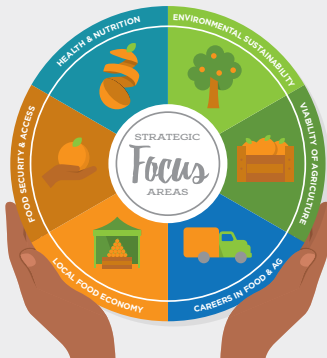 HEALTH & NUTRITION
ENVIRONMENTAL SUSTAINABILITY
VIABILITY OF AGRICULTURE
CAREERS IN FOOD & AG
LOCAL FOOD ECONOMY
FOOD SECURITY & ACCESS
STRATEGIC
Focus
AREAS